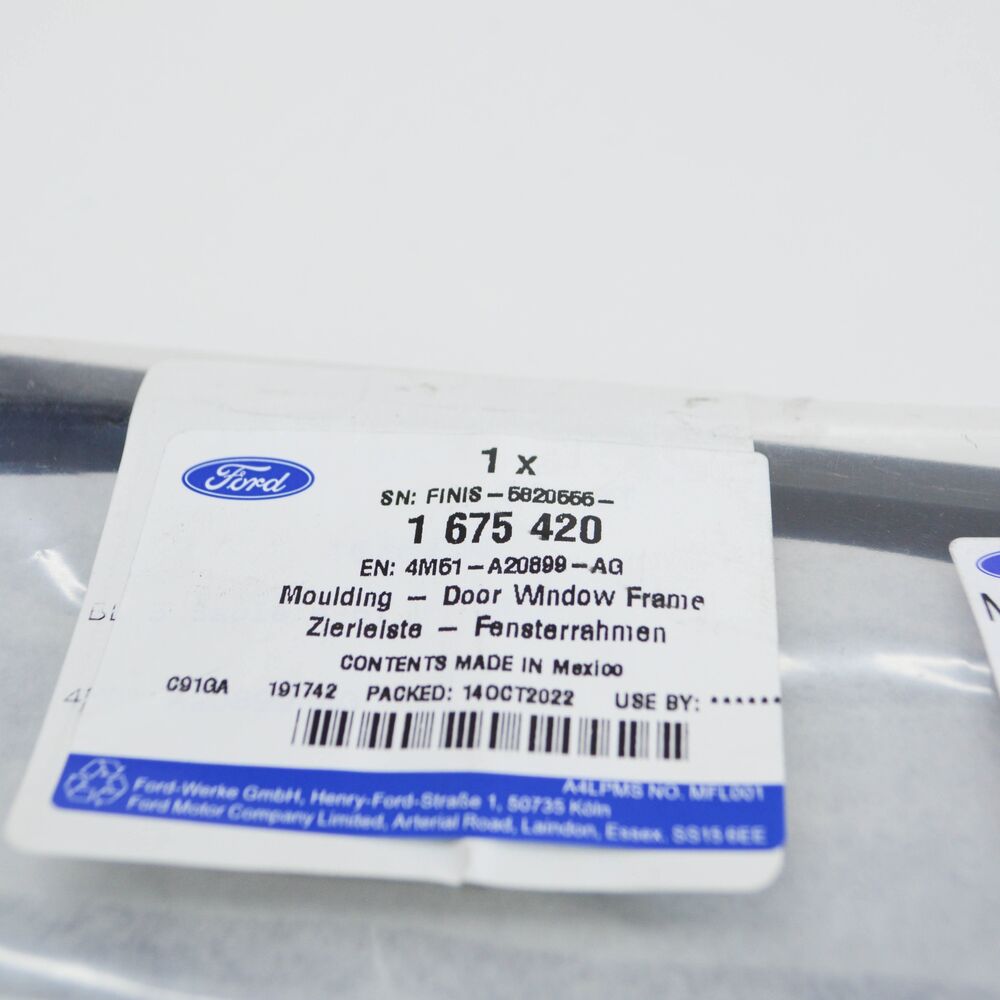 Ford
1 x
SN: FINIS-5820555-
1 675 420
EN: 4M51-A20899-AG
Moulding - Door Window Frame
Zierleiste - Fensterrahmen
CONTENTS MADE IN Mexico
C91GA 191742 PACKED: 14OCT2022 USE BY: ******
A4LPMS NO. MFL001
Ford-Werke GmbH, Henry-Ford-Straße 1, 50735 Köln
Ford Motor Company Limited, Arterial Road, Laindon, Essex. SS15 6EE